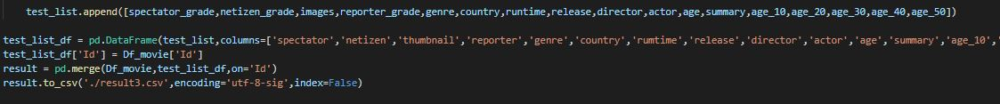 test_list.append([spectator_grade,netizen_grade,images,reporter_grade,genre,country,runtime,release,director,actor,age,summary,age_10,age_20,age_30,age_40,age_50])
test_list_df = pd.DataFrame(test_list,columns=['spectator','netizen','thumbnail','reporter','genre','country','rumtime','release','director','actor','age','summary','age_10','
test_list_df['Id'] = Df_movie['Id']
result = pd.merge(Df_movie,test_list_df,on='Id')
result.to_csv('./result3.csv',encoding='utf-8-sig',index=False)